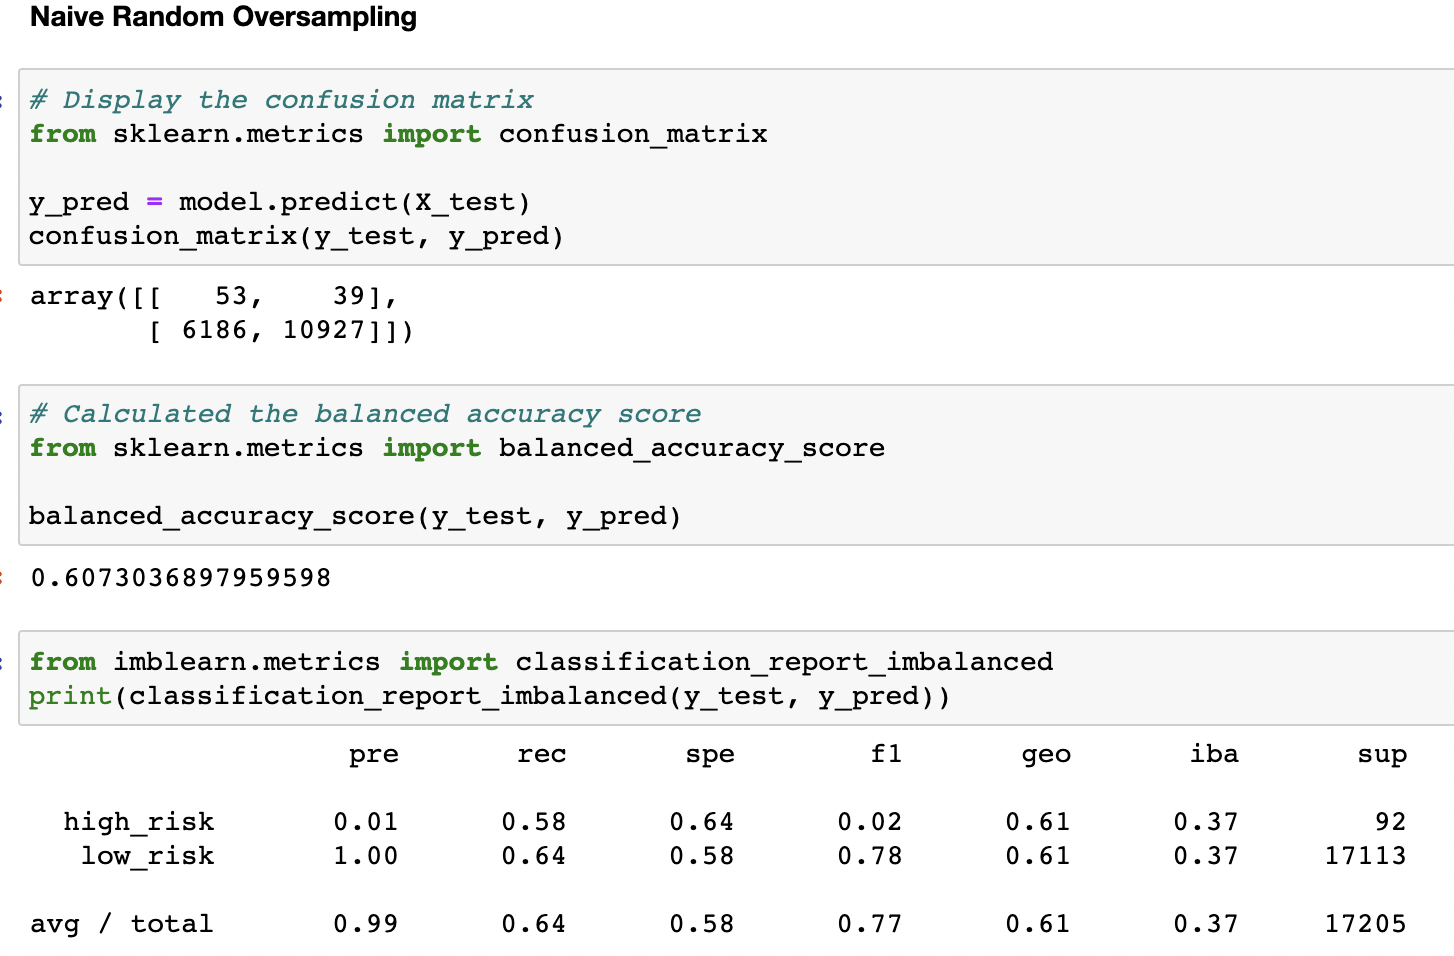 Naive Random Oversampling
# Display the confusion matrix
from sklearn.metrics import confusion_matrix
y_pred = model.predict(X_test)
confusion_matrix(y_test, y_pred)
array([[   53,    39],
       [ 6186, 10927]])
# Calculated the balanced accuracy score
from sklearn.metrics import balanced_accuracy_score
balanced_accuracy_score(y_test, y_pred)
0.6073036897959598
from imblearn.metrics import classification_report_imbalanced
print(classification_report_imbalanced(y_test, y_pred))
pre rec spe f1 geo iba sup
high_risk 0.01 0.58 0.64 0.02 0.61 0.37 92
low_risk 1.00 0.64 0.58 0.78 0.61 0.37 17113
avg / total 0.99 0.64 0.58 0.77 0.61 0.37 17205